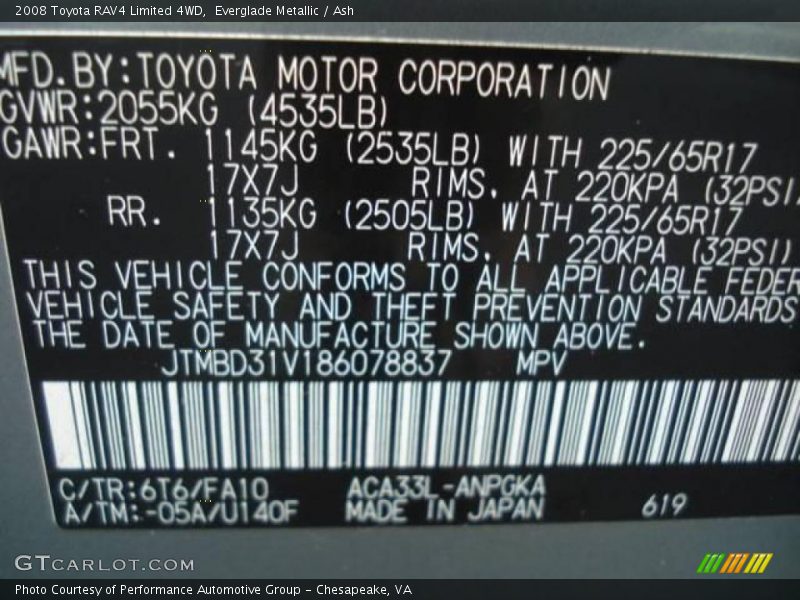 2008 Toyota RAV4 Limited 4WD, Everglade Metallic / Ash
MFD.BY:TOYOTA MOTOR CORPORATION
GVWR:2055KG (4535LB)
GAWR:FRT. 1145KG (2535LB) WITH 225/65R17
17X7J RIMS, AT 220KPA (32PSI)
RR. 1135KG (2505LB) WITH 225/65R17
17X7J RIMS, AT 220KPA (32PSI)
THIS VEHICLE CONFORMS TO ALL APPLICABLE FEDER
VEHICLE SAFETY AND THEFT PREVENTION STANDARDS
THE DATE OF MANUFACTURE SHOWN ABOVE.
JTMBD31V186078837 MPV
C/TR:6T6/FA10 ACA33L-ANPGKA
A/TM:-05A/U140F MADE IN JAPAN 619
GTCARLOT.COM
Photo Courtesy of Performance Automotive Group - Chesapeake, VA